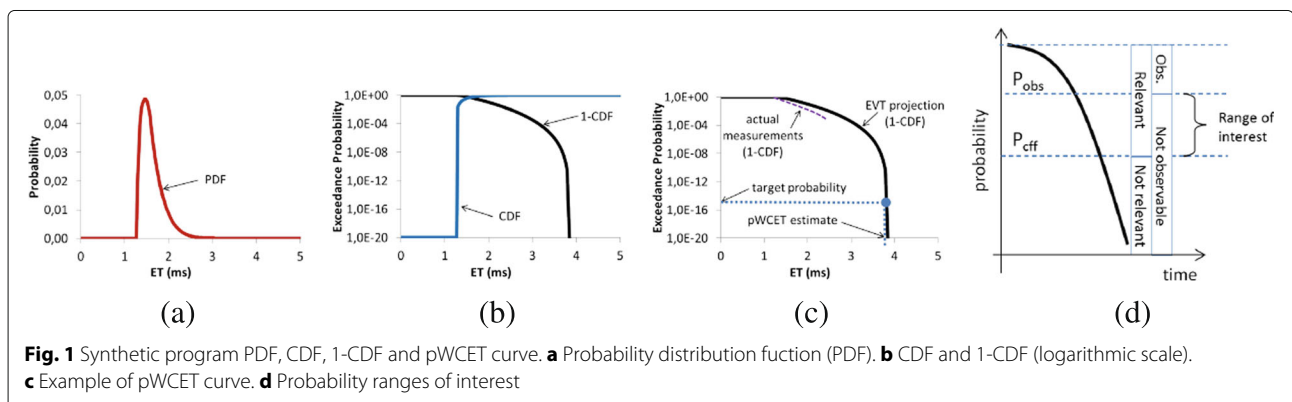 0,05
0,04
0,03
0,02
0,01
0,00
Probability
PDF
0 1 2 3 4 5
ET (ms)
(a)
1,0E+00
1,0E-04
1,0E-08
1,0E-12
1,0E-16
1,0E-20
Exceedance Probability
1-CDF
CDF
0 1 2 3 4 5
ET (ms)
(b)
1,0E+00
1,0E-04
1,0E-08
1,0E-12
1,0E-16
1,0E-20
Exceedance Probability
EVT projection
(1-CDF)
actual
measurements
(1-CDF)
target probability
pWCET estimate
0 1 2 3 4 5
ET (ms)
(c)
probability
Pobs
Pcff
Relevant
Not relevant
Obs.
Not observable
Range of
interest
time
(d)
Fig. 1 Synthetic program PDF, CDF, 1-CDF and pWCET curve. a Probability distribution fuction (PDF). b CDF and 1-CDF (logarithmic scale).
c Example of pWCET curve. d Probability ranges of interest